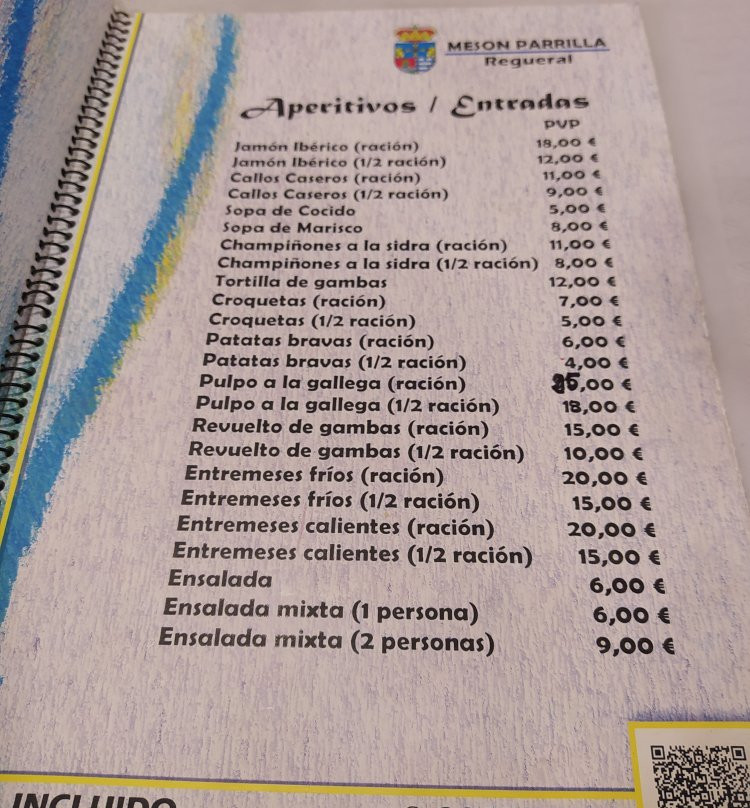 MESON PARRILLA
Regueral
Aperitivos / Entradas
PVP
Jamón Ibérico (ración) 18,00 €
Jamón Ibérico (1/2 ración) 12,00 €
Callos Caseros (ración) 11,00 €
Callos Caseros (1/2 ración) 9,00 €
Sopa de Cocido 5,00 €
Sopa de Marisco 8,00 €
Champiñones a la sidra (ración) 11,00 €
Champiñones a la sidra (1/2 ración) 8,00 €
Tortilla de gambas 12,00 €
Croquetas (ración) 7,00 €
Croquetas (1/2 ración) 5,00 €
Patatas bravas (ración) 6,00 €
Patatas bravas (1/2 ración) 4,00 €
Pulpo a la gallega (ración) 25,00 €
Pulpo a la gallega (1/2 ración) 18,00 €
Revuelto de gambas (ración) 15,00 €
Revuelto de gambas (1/2 ración) 10,00 €
Entremeses fríos (ración) 20,00 €
Entremeses fríos (1/2 ración) 15,00 €
Entremeses calientes (ración) 20,00 €
Entremeses calientes (1/2 ración) 15,00 €
Ensalada 6,00 €
Ensalada mixta (1 persona) 6,00 €
Ensalada mixta (2 personas) 9,00 €
INCLUIDO